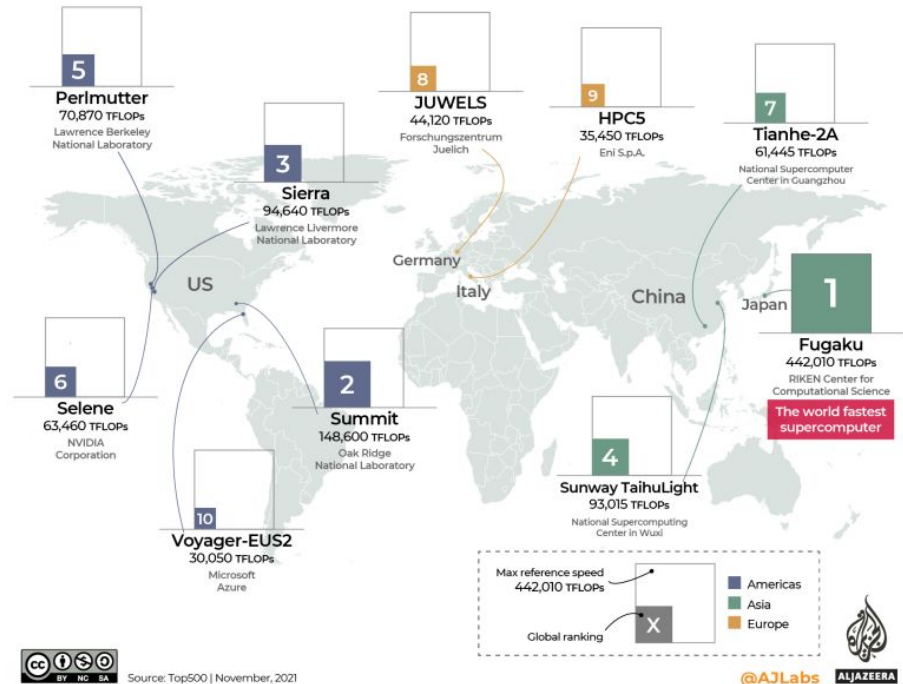 5
Perlmutter
70,870 TFLOPs
Lawrence Berkeley
National Laboratory
3
Sierra
94,640 TFLOPs
Lawrence Livermore
National Laboratory
8
JUWELS
44,120 TFLOPs
Forschungszentrum
Juelich
9
HPC5
35,450 TFLOPs
Eni S.p.A.
7
Tianhe-2A
61,445 TFLOPs
National Supercomputer
Center in Guangzhou
US
Germany
Italy
China
Japan
1
Fugaku
442,010 TFLOPs
RIKEN Center for
Computational Science
The world fastest
supercomputer
6
Selene
63,460 TFLOPs
NVIDIA
Corporation
2
Summit
148,600 TFLOPs
Oak Ridge
National Laboratory
4
Sunway TaihuLight
93,015 TFLOPs
National Supercomputing
Center in Wuxi
10
Voyager-EUS2
30,050 TFLOPs
Microsoft
Azure
Max reference speed
442,010 TFLOPs
Global ranking
X
Americas
Asia
Europe
cc
BY NC SA
Source: Top500 | November, 2021
@AJLabs
ALJAZEERA